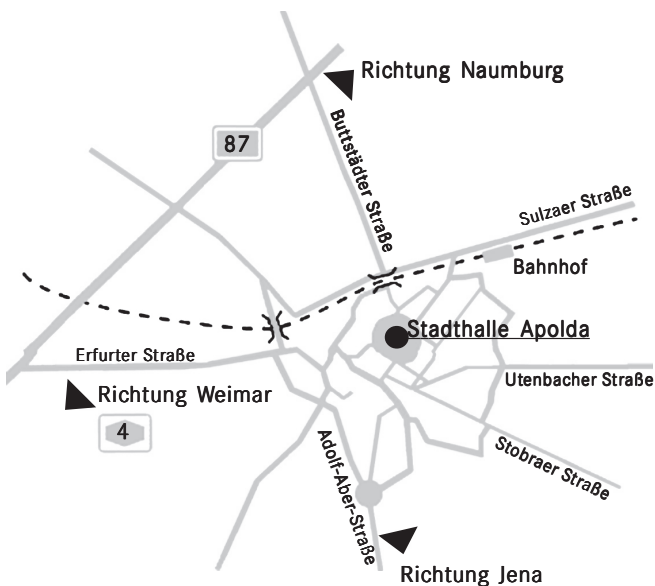 Richtung Naumburg
87
Buttstädter Straße
Sulzaer Straße
Bahnhof
Stadthalle Apolda
Erfurter Straße
Utenbacher Straße
Richtung Weimar
4
Adolf-Aber-Straße
Stobraer Straße
Richtung Jena